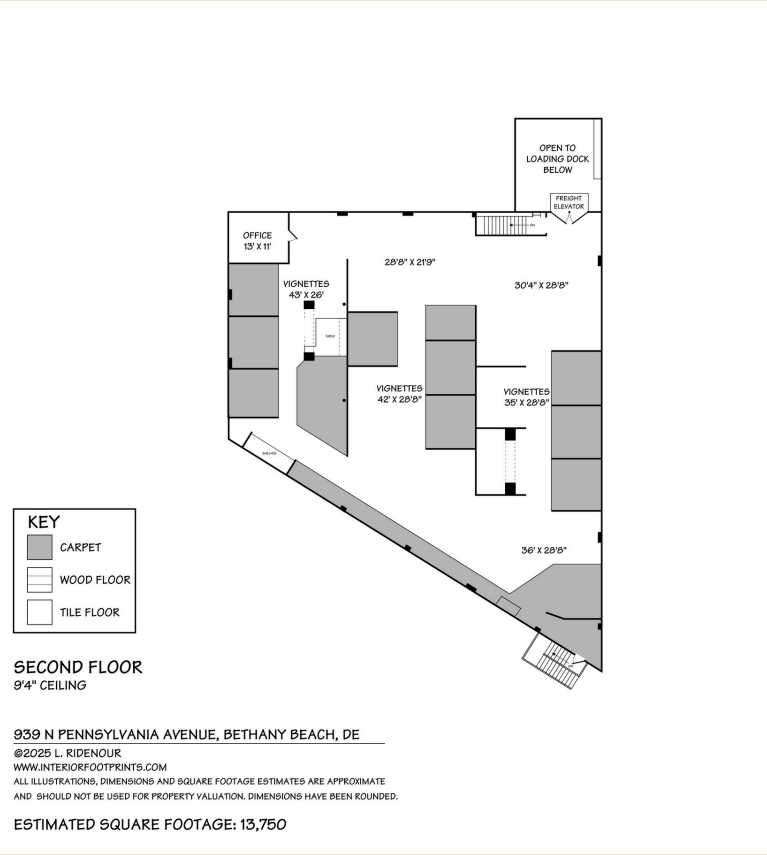 OPEN TO
LOADING DOCK
BELOW
FREIGHT
ELEVATOR
OFFICE
13' X 11'
DN
28'8" X 21'9"
VIGNETTES
43' X 26'
30'4" X 28'8"
TABLE
VIGNETTES
42' X 28'8"
VIGNETTES
35' X 28'8"
SHELVES
36' X 28'8"
KEY
CARPET
WOOD FLOOR
TILE FLOOR
SECOND FLOOR
9'4" CEILING
939 N PENNSYLVANIA AVENUE, BETHANY BEACH, DE
©2025 L. RIDENOUR
WWW.INTERIORFOOTPRINTS.COM
ALL ILLUSTRATIONS, DIMENSIONS AND SQUARE FOOTAGE ESTIMATES ARE APPROXIMATE
AND SHOULD NOT BE USED FOR PROPERTY VALUATION. DIMENSIONS HAVE BEEN ROUNDED.
ESTIMATED SQUARE FOOTAGE: 13,750